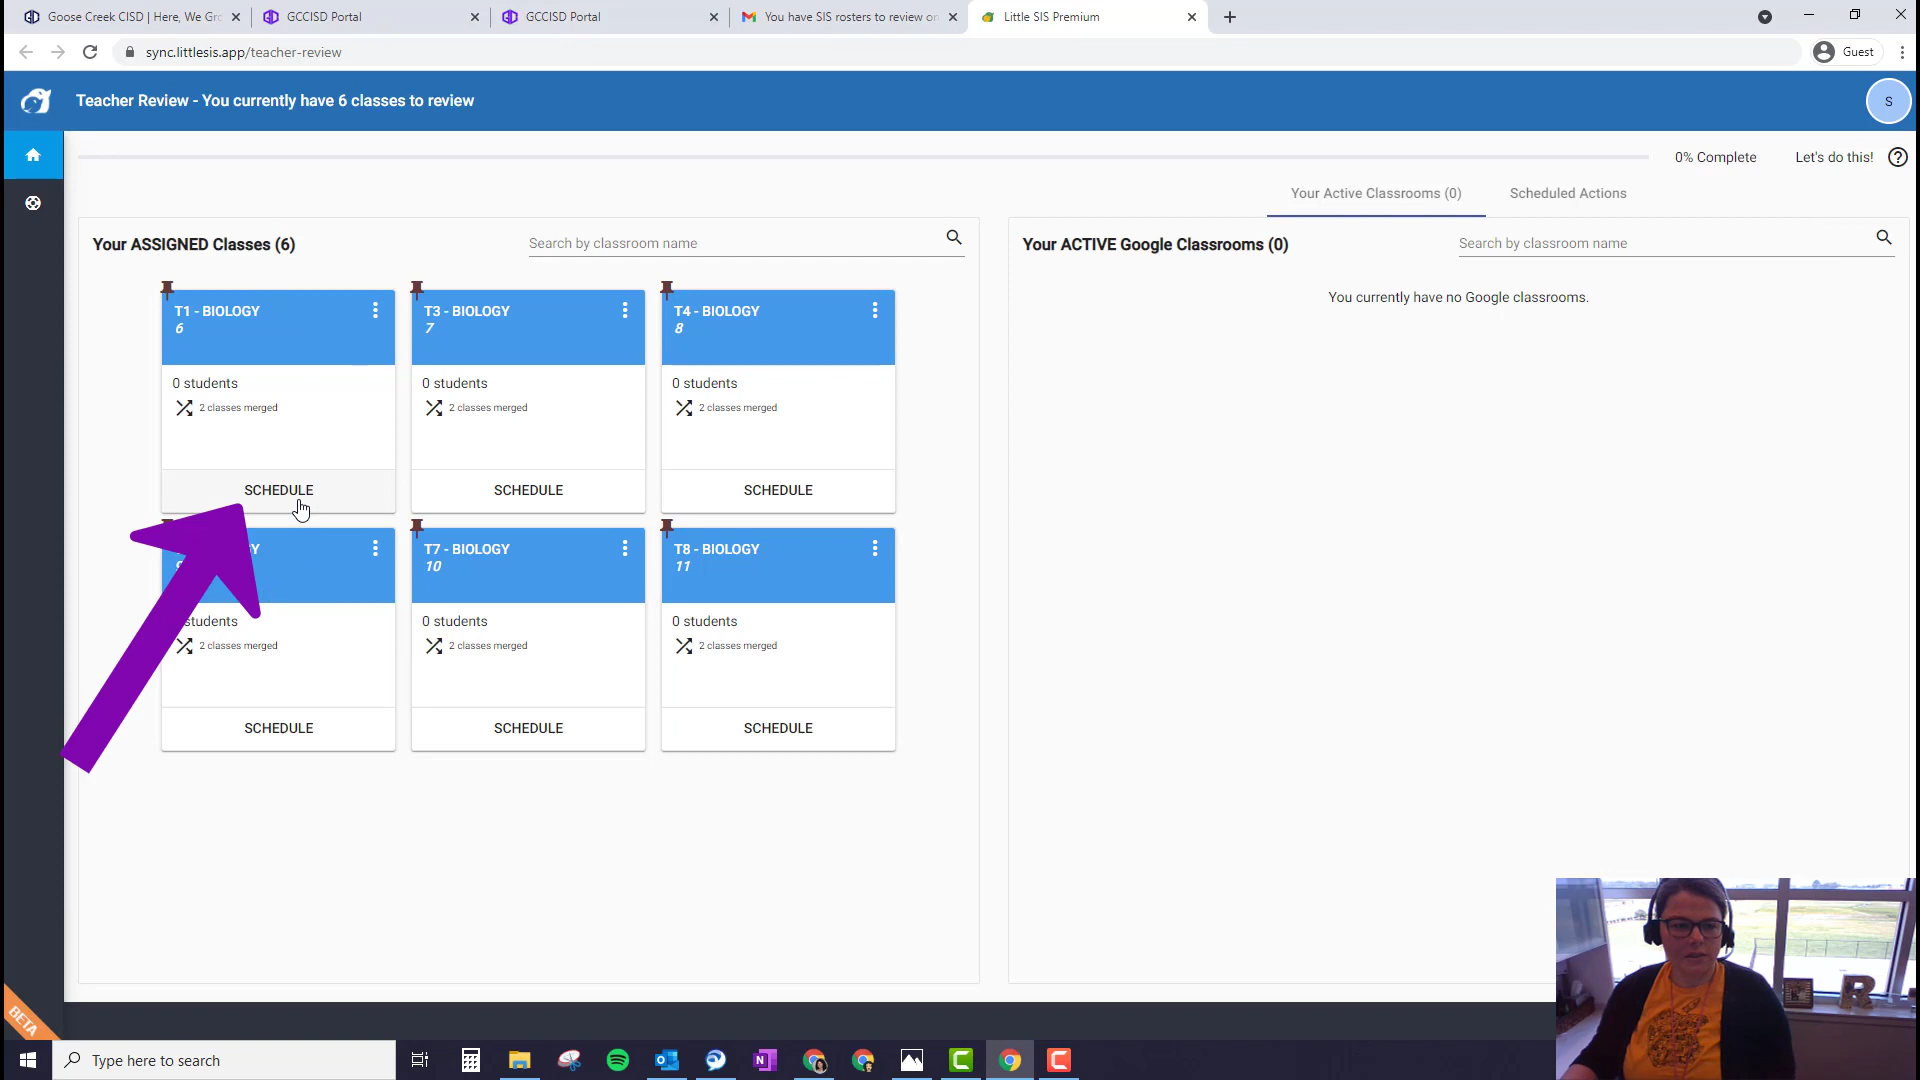 Goose Creek CISD | Here, We Gro
GCCISD Portal
GCCISD Portal
You have SIS rosters to review on
Little SIS Premium
sync.littlesis.app/teacher-review
Guest
Teacher Review - You currently have 6 classes to review
S
0% Complete
Let's do this!
Your Active Classrooms (0)
Scheduled Actions
Your ASSIGNED Classes (6)
Search by classroom name
Your ACTIVE Google Classrooms (0)
Search by classroom name
You currently have no Google classrooms.
T1 - BIOLOGY
6
0 students
2 classes merged
SCHEDULE
T3 - BIOLOGY
7
0 students
2 classes merged
SCHEDULE
T4 - BIOLOGY
8
0 students
2 classes merged
SCHEDULE
students
2 classes merged
SCHEDULE
T7 - BIOLOGY
10
0 students
2 classes merged
SCHEDULE
T8 - BIOLOGY
11
0 students
2 classes merged
SCHEDULE
BETA
R
Type here to search